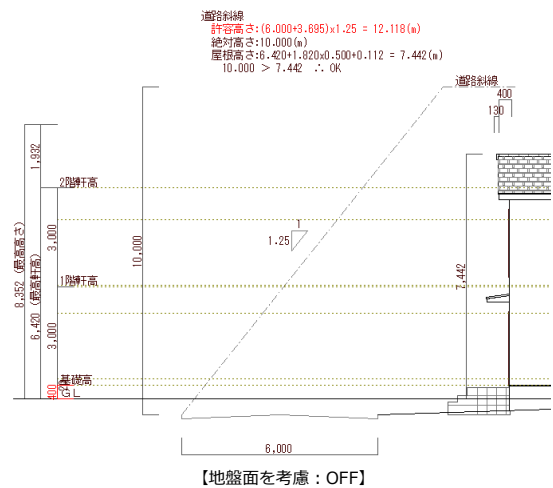 道路斜線
許容高さ:(6.000+3.695)x1.25 = 12.118(m)
絶対高さ:10.000(m)
屋根高さ:6.420+1.820x0.500+0.112 = 7.442(m)
10.000 > 7.442 ∴ OK
道路斜線
400
130
1,932
2階軒高
3,000
1
1.25
10,000
7,442
8,352 (最高高さ)
6,420 (最高軒高)
1階軒高
3,000
基礎高
400
GL
6,000
【地盤面を考慮：OFF】